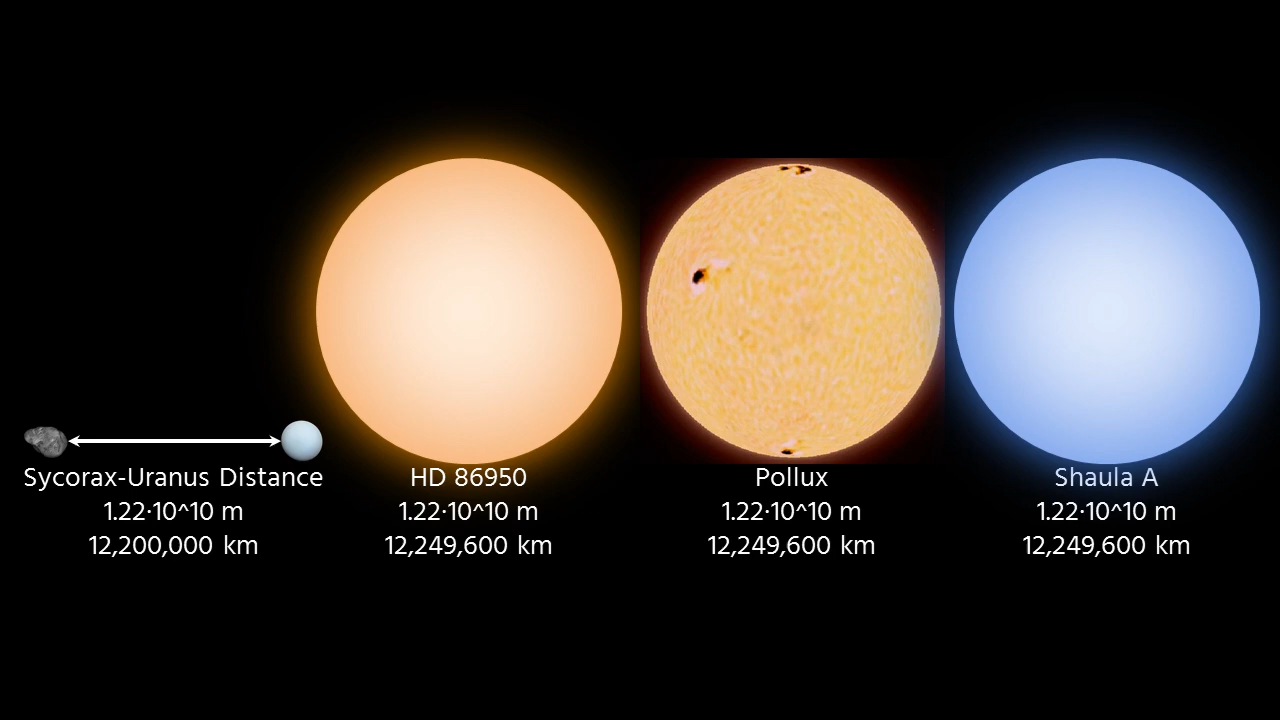 Sycorax-Uranus Distance
1.22·10^10 m
12,200,000 km
HD 86950
1.22·10^10 m
12,249,600 km
Pollux
1.22·10^10 m
12,249,600 km
Shaula A
1.22·10^10 m
12,249,600 km